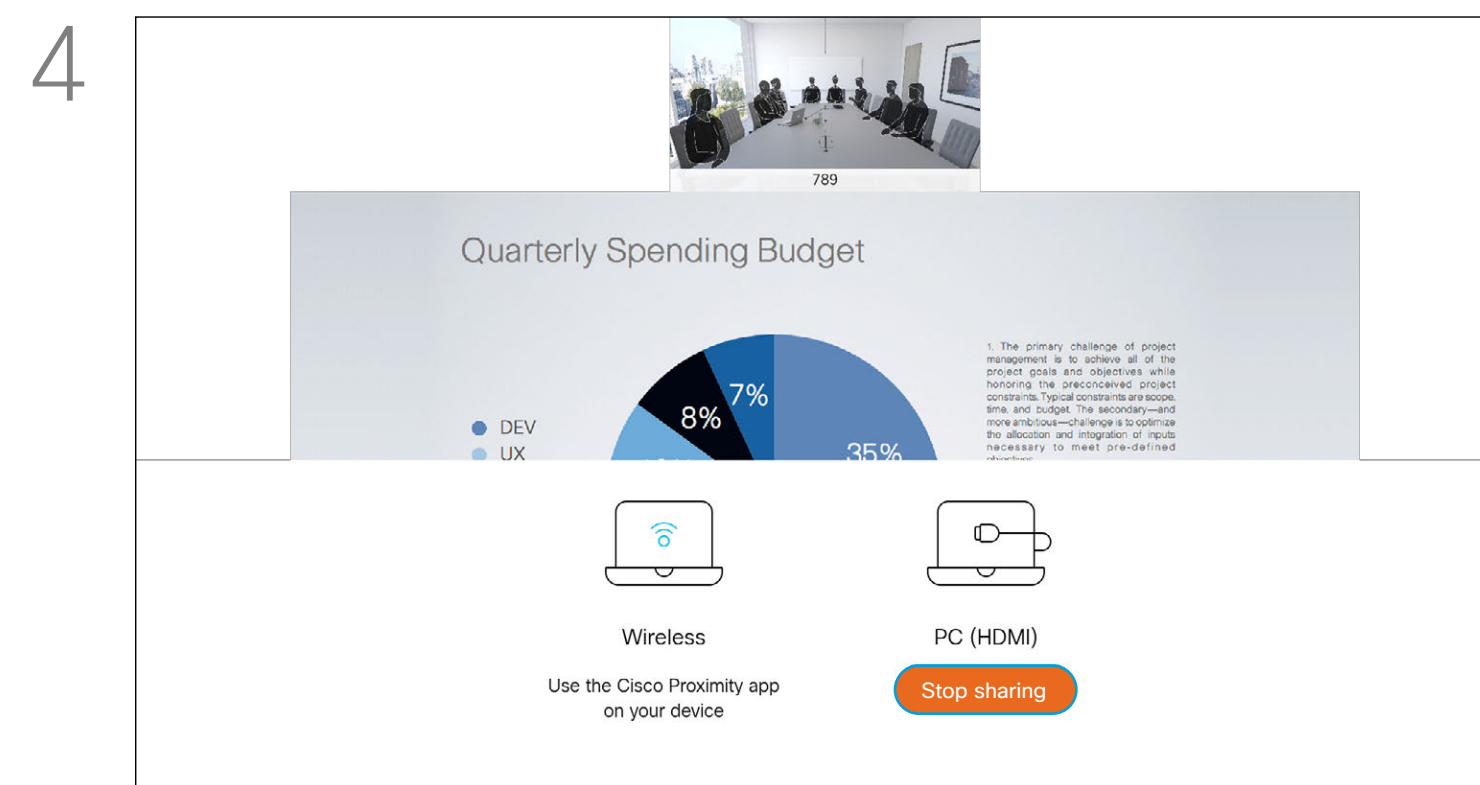 4
789
Quarterly Spending Budget
7%
8%
35%
DEV
UX
1. The primary challenge of project
management is to achieve all of the
project goals and objectives while
honoring the preconceived project
constraints. Typical constraints are scope,
time, and budget. The secondary—and
more ambitious—challenge is to optimize
the allocation and integration of inputs
necessary to meet pre-defined
Wireless
Use the Cisco Proximity app
on your device
PC (HDMI)
Stop sharing